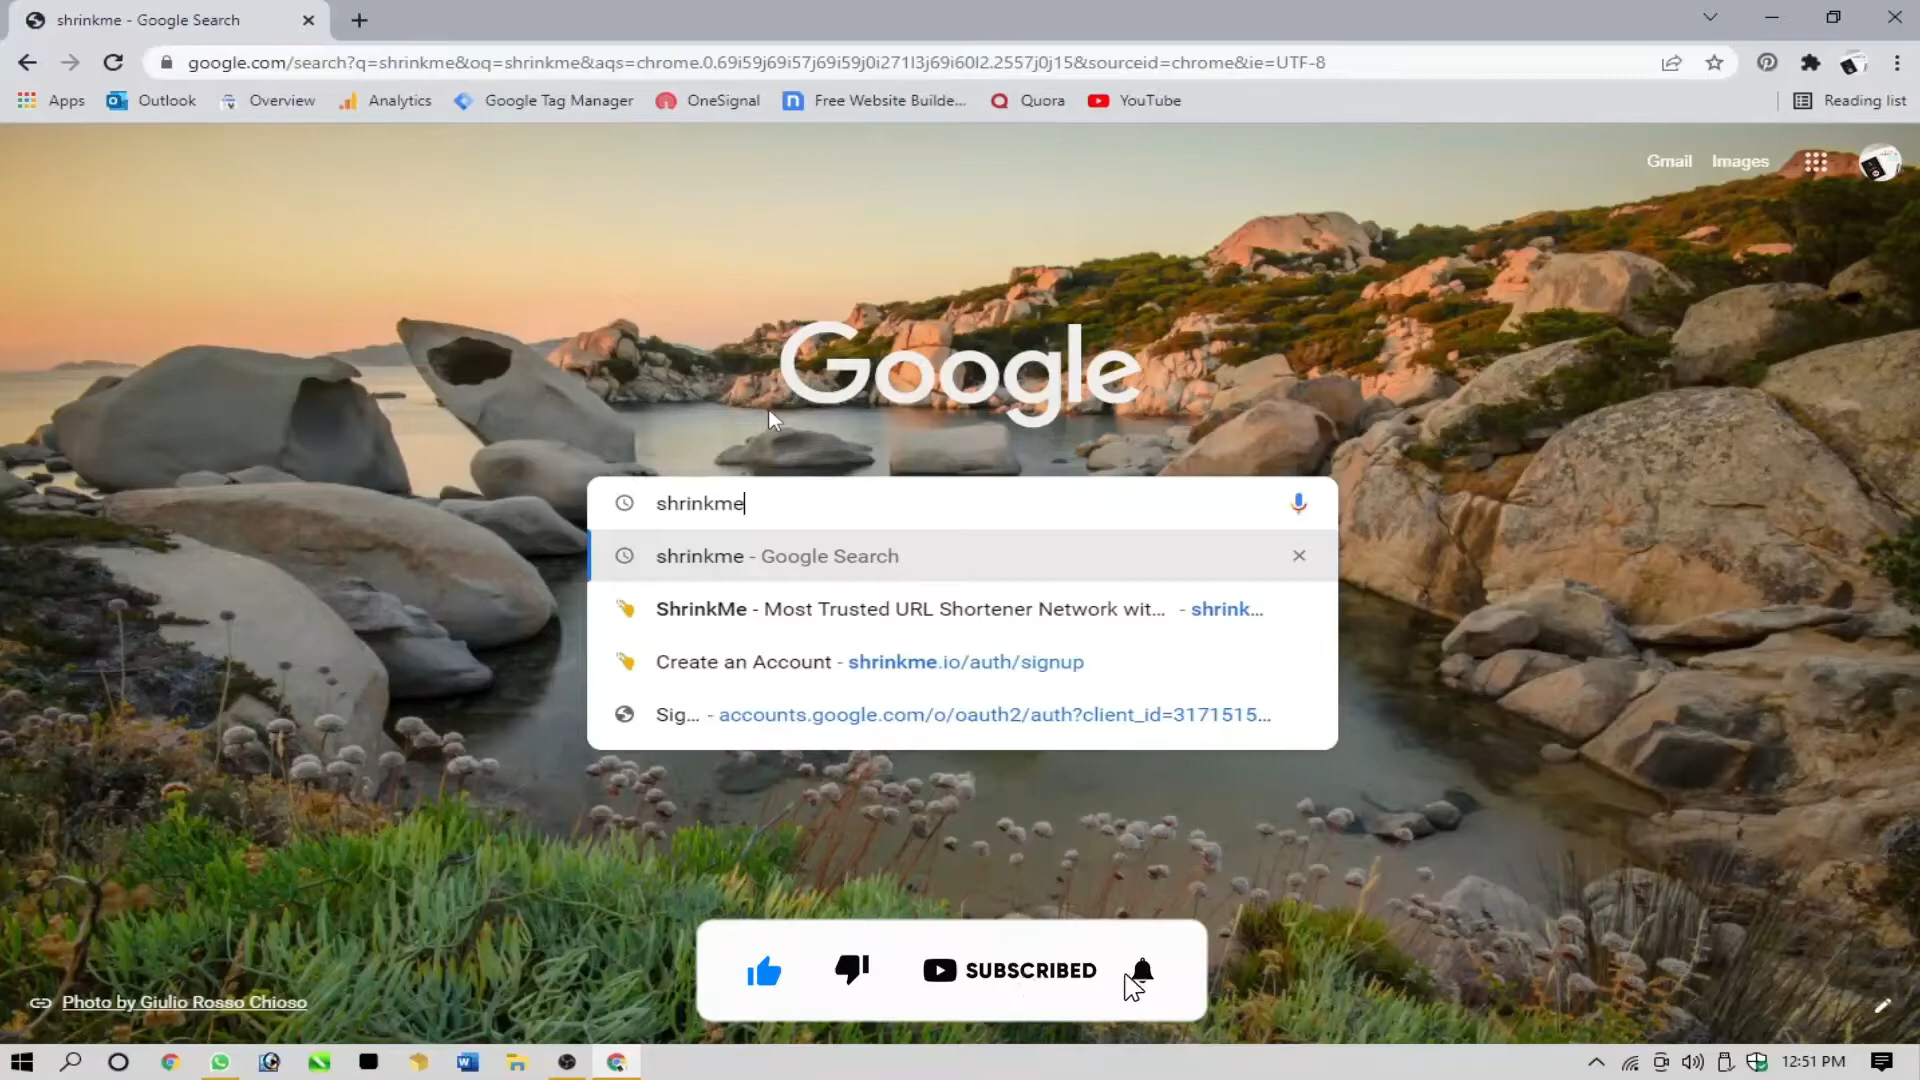 shrinkme - Google Search
google.com/search?q=shrinkme&oq=shrinkme&aqs=chrome.0.69i59j69i57j69i59j0i271l3j69i60l2.2557j0j15&sourceid=chrome&ie=UTF-8
Apps Outlook Overview Analytics Google Tag Manager OneSignal Free Website Builde... Quora YouTube Reading list
Gmail Images
Google
shrinkme
shrinkme - Google Search
ShrinkMe - Most Trusted URL Shortener Network wit... - shrink...
Create an Account - shrinkme.io/auth/signup
Sig... - accounts.google.com/o/oauth2/auth?client_id=3171515...
SUBSCRIBED
Photo by Giulio Rosso Chioso
12:51 PM